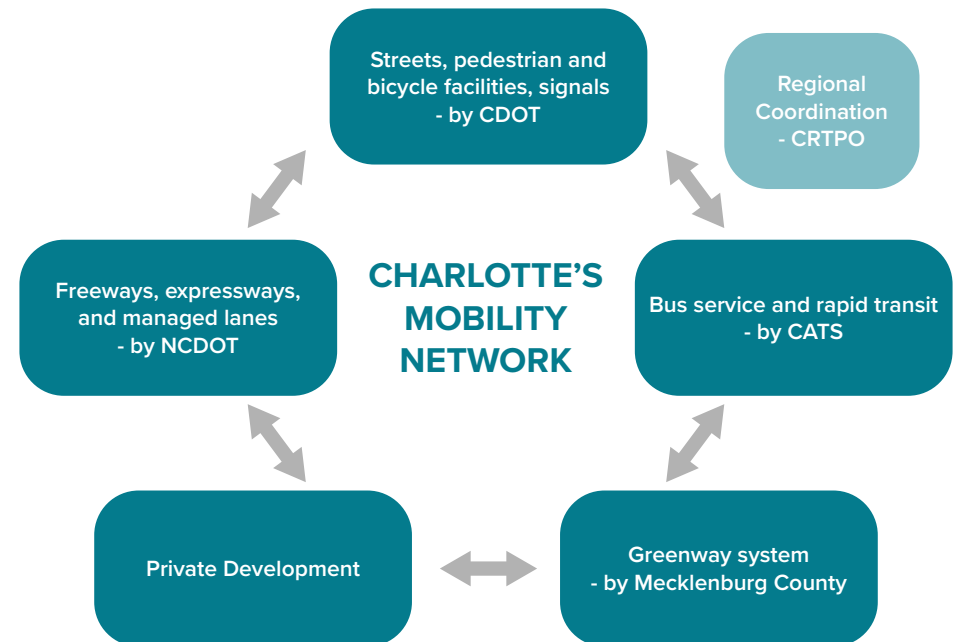 Streets, pedestrian and
bicycle facilities, signals
- by CDOT
Regional
Coordination
- CRTPO
Freeways, expressways,
and managed lanes
- by NCDOT
CHARLOTTE’S
MOBILITY
NETWORK
Bus service and rapid transit
- by CATS
Private Development
Greenway system
- by Mecklenburg County